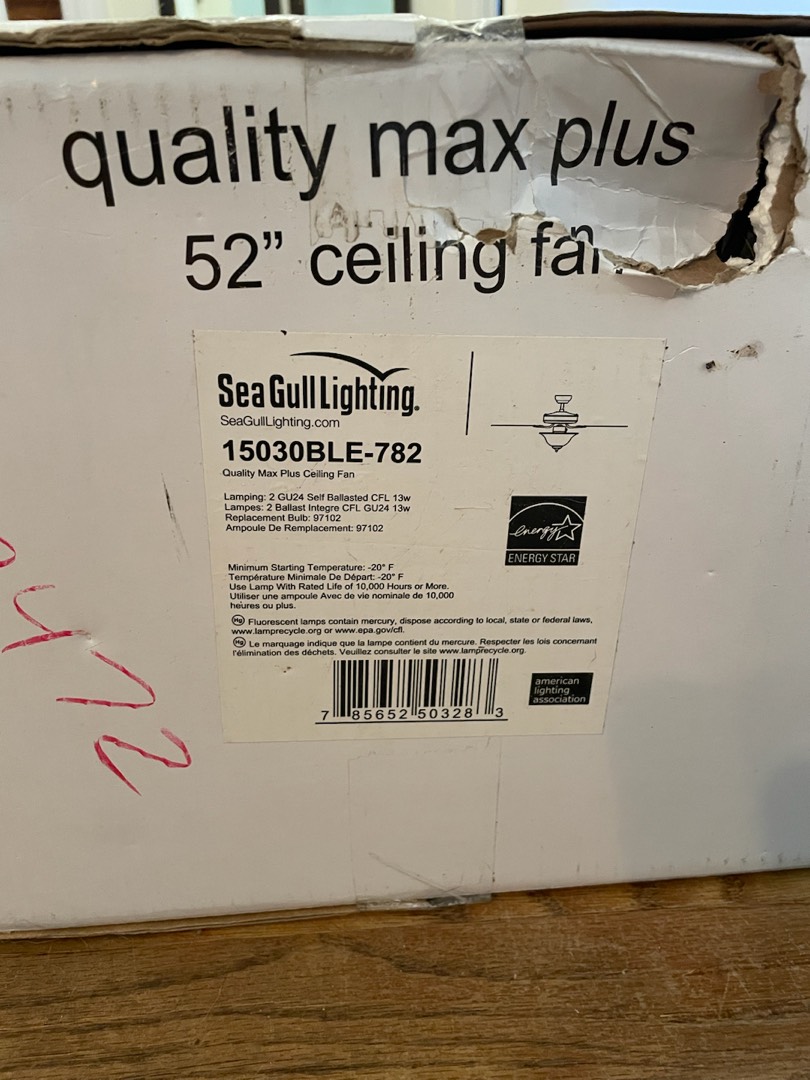 quality max plus
52” ceiling fan
Sea Gull Lighting.
SeaGullLighting.com
15030BLE-782
Quality Max Plus Ceiling Fan
Lamping: 2 GU24 Self Ballasted CFL 13w
Lampes: 2 Ballast Integre CFL GU24 13w
Replacement Bulb: 97102
Ampoule De Remplacement: 97102
energy
ENERGY STAR
Minimum Starting Temperature: -20° F
Température Minimale De Départ: -20° F
Use Lamp With Rated Life of 10,000 Hours or More.
Utiliser une ampoule Avec de vie nominale de 10,000
heures ou plus.
Hg Fluorescent lamps contain mercury, dispose according to local, state or federal laws,
www.lamprecycle.org or www.epa.gov/cfl.
Hg Le marquage indique que la lampe contient du mercure. Respecter les lois concernant
l'élimination des déchets. Veuillez consulter le site www.lamprecycle.org.
7 85652 50328 3
american
lighting
association